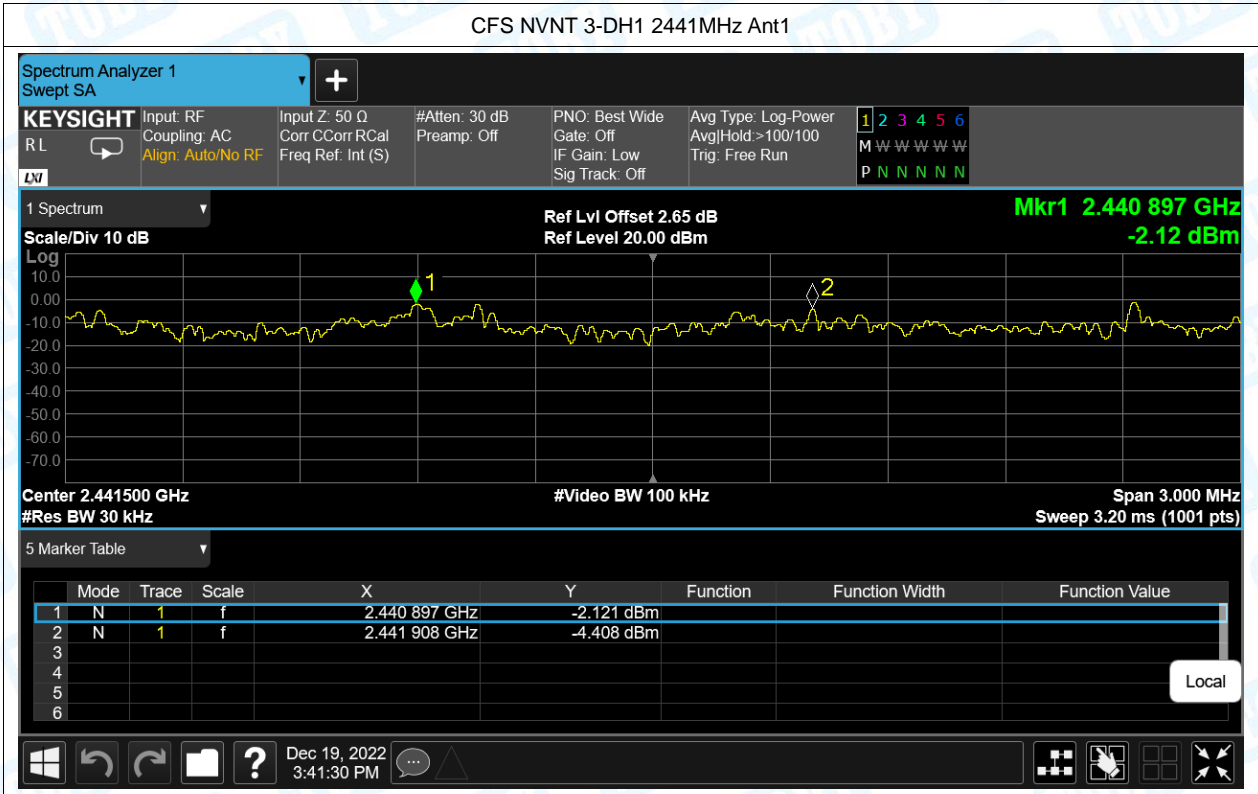 CFS NVNT 3-DH1 2441MHz Ant1
Spectrum Analyzer 1
Swept SA
KEYSIGHT
RL
LXI
Input: RF
Coupling: AC
Align: Auto/No RF
Input Z: 50 Ω
Corr CCorr RCal
Freq Ref: Int (S)
#Atten: 30 dB
Preamp: Off
PNO: Best Wide
Gate: Off
IF Gain: Low
Sig Track: Off
Avg Type: Log-Power
Avg|Hold:>100/100
Trig: Free Run
1 2 3 4 5 6
M W W W W W
P N N N N N
1 Spectrum
Ref Lvl Offset 2.65 dB
Mkr1 2.440 897 GHz
Scale/Div 10 dB
Ref Level 20.00 dBm
-2.12 dBm
Log
10.0
0.00
-10.0
-20.0
-30.0
-40.0
-50.0
-60.0
-70.0
1
2
Center 2.441500 GHz
#Video BW 100 kHz
Span 3.000 MHz
#Res BW 30 kHz
Sweep 3.20 ms (1001 pts)
5 Marker Table
Mode Trace Scale X Y Function Function Width Function Value
1 N 1 f 2.440 897 GHz -2.121 dBm
2 N 1 f 2.441 908 GHz -4.408 dBm
3
4
5
6
Local
?
Dec 19, 2022
3:41:30 PM